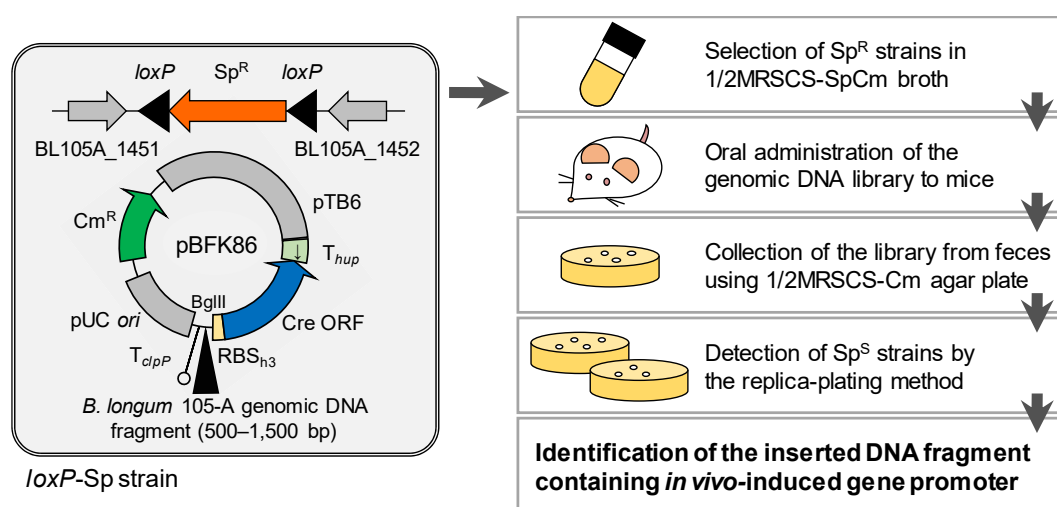 loxP
Sp^R
loxP
BL105A_1451
BL105A_1452
Cm^R
pTB6
pBFK86
↓
T_hup
BglII
pUC ori
Cre ORF
T_clpP
RBS_h3
B. longum 105-A genomic DNA
fragment (500–1,500 bp)
loxP-Sp strain
Selection of Sp^R strains in
1/2MRSCS-SpCm broth
Oral administration of the
genomic DNA library to mice
Collection of the library from feces
using 1/2MRSCS-Cm agar plate
Detection of Sp^S strains by
the replica-plating method
Identification of the inserted DNA fragment
containing in vivo-induced gene promoter